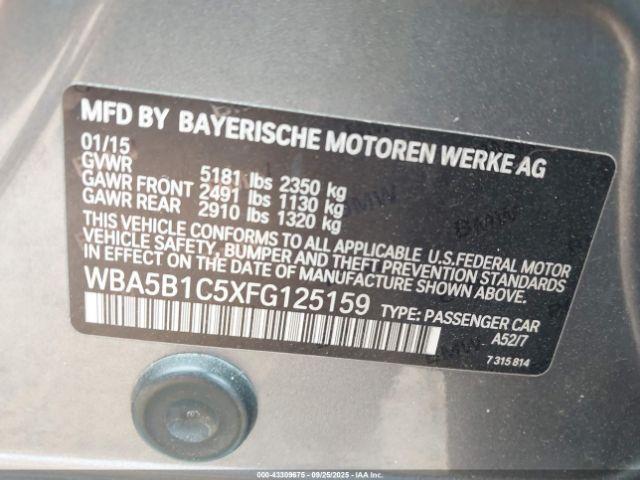 MFD BY BAYERISCHE MOTOREN WERKE AG
01/15
GVWR 5181 lbs 2350 kg
GAWR FRONT 2491 lbs 1130 kg
GAWR REAR 2910 lbs 1320 kg
THIS VEHICLE CONFORMS TO ALL APPLICABLE U.S.FEDERAL MOTOR
VEHICLE SAFETY, BUMPER AND THEFT PREVENTION STANDARDS
IN EFFECT ON THE DATE OF MANUFACTURE SHOWN ABOVE.
WBA5B1C5XFG125159 TYPE: PASSENGER CAR
A52/7
7 315 814
000-43309675 - 09/25/2025 - IAA Inc.